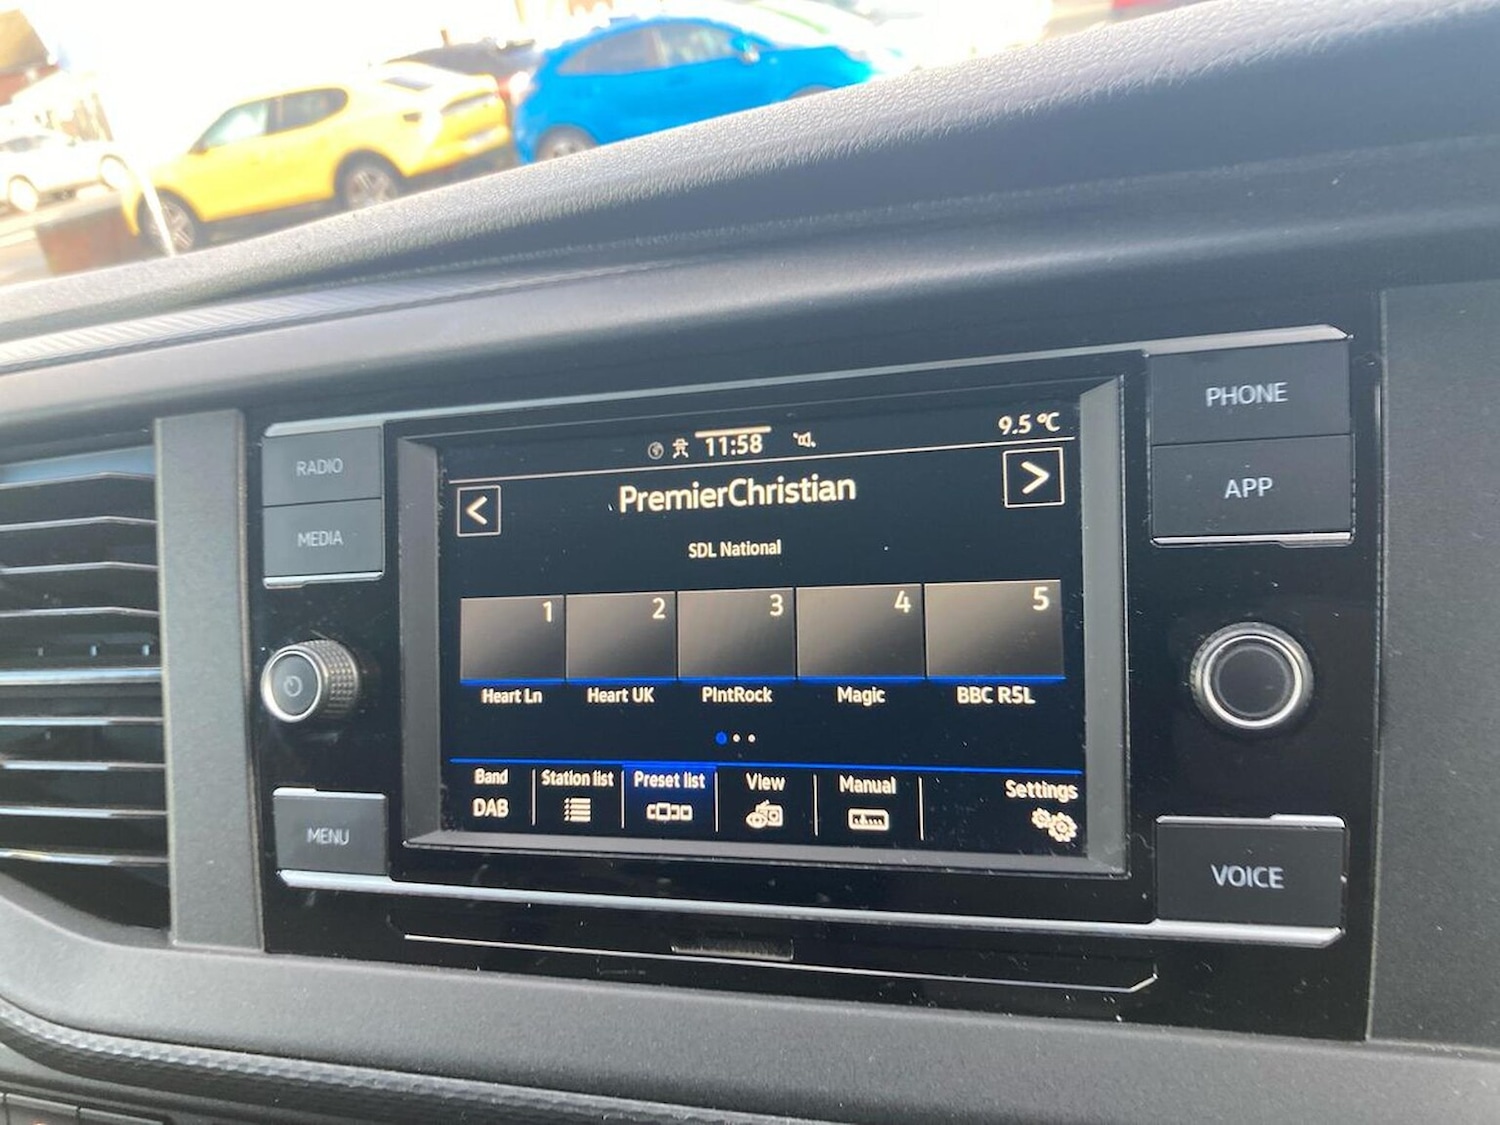 RADIO
MEDIA
MENU
PHONE
APP
VOICE
11:58
9.5 °C
<
PremierChristian
>
SDL National
1 2 3 4 5
Heart Ln Heart UK PlntRock Magic BBC R5L
Band Station list Preset list View Manual Settings
DAB